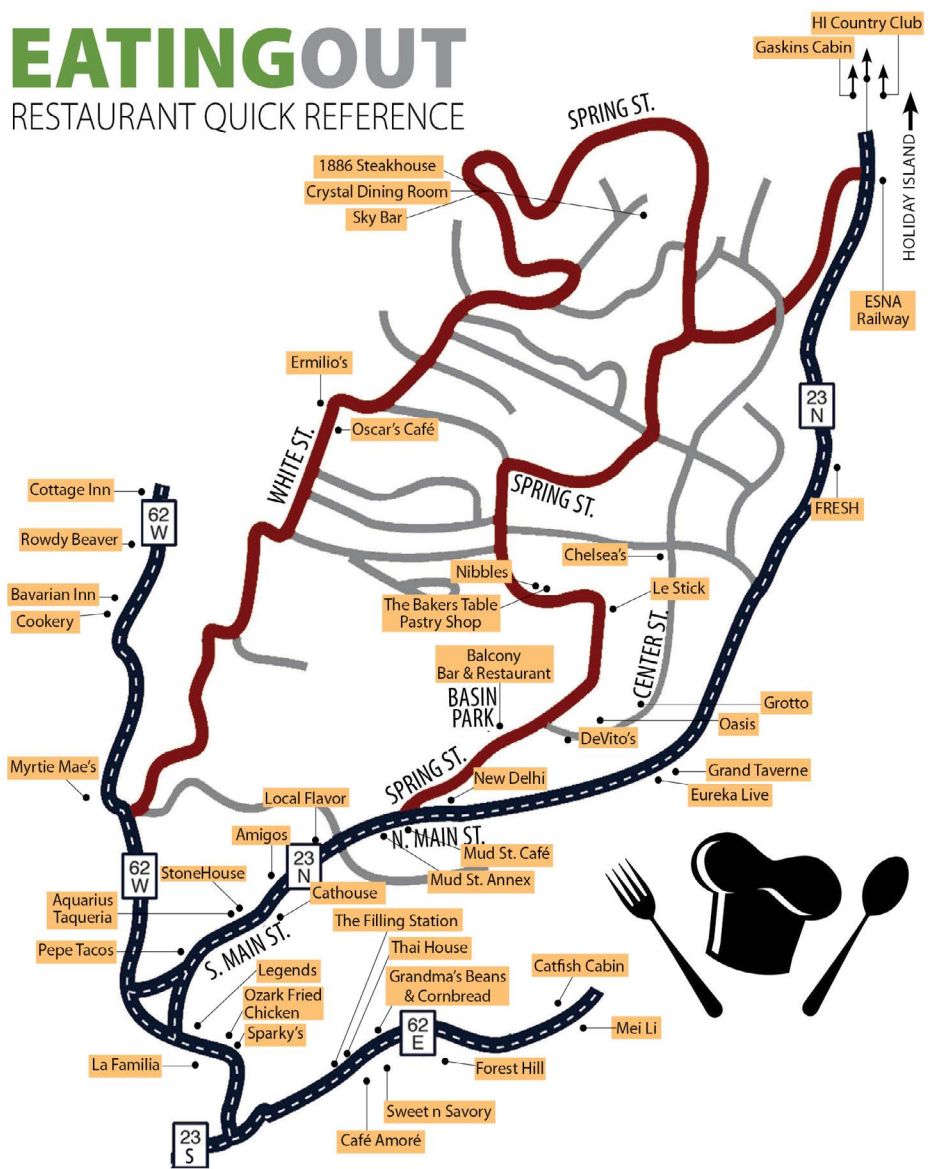 EATINGOUT
RESTAURANT QUICK REFERENCE
HI Country Club
Gaskins Cabin
HOLIDAY ISLAND
SPRING ST.
1886 Steakhouse
Crystal Dining Room
Sky Bar
ESNA
Railway
Ermilio's
Oscar's Café
23
N
WHITE ST.
SPRING ST.
Cottage Inn
62
W
FRESH
Rowdy Beaver
Chelsea's
Nibbles
Le Stick
Bavarian Inn
The Bakers Table
Pastry Shop
Cookery
CENTER ST.
Balcony
Bar & Restaurant
BASIN
PARK
Grotto
Oasis
DeVito's
Myrtie Mae's
SPRING ST.
New Delhi
Grand Taverne
Eureka Live
Local Flavor
Amigos
N. MAIN ST.
Mud St. Café
23
N
62
W
StoneHouse
Mud St. Annex
Cathouse
Aquarius
Taqueria
The Filling Station
Pepe Tacos
S. MAIN ST.
Thai House
Legends
Grandma's Beans
& Cornbread
Catfish Cabin
Ozark Fried
Chicken
Sparky's
62
E
Mei Li
La Familia
Forest Hill
Sweet n Savory
Café Amoré
23
S